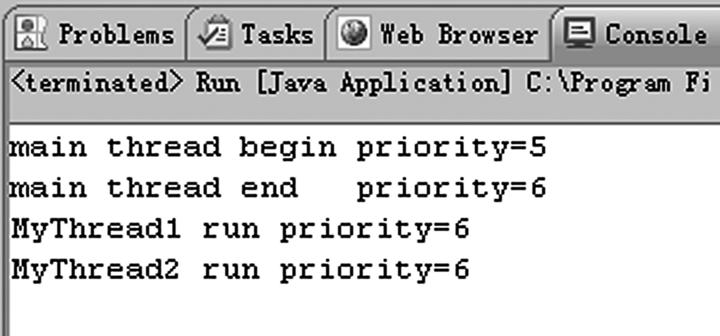 Problems Tasks Web Browser Console
<terminated> Run [Java Application] C:\Program Fi
main thread begin priority=5
main thread end   priority=6
MyThread1 run priority=6
MyThread2 run priority=6